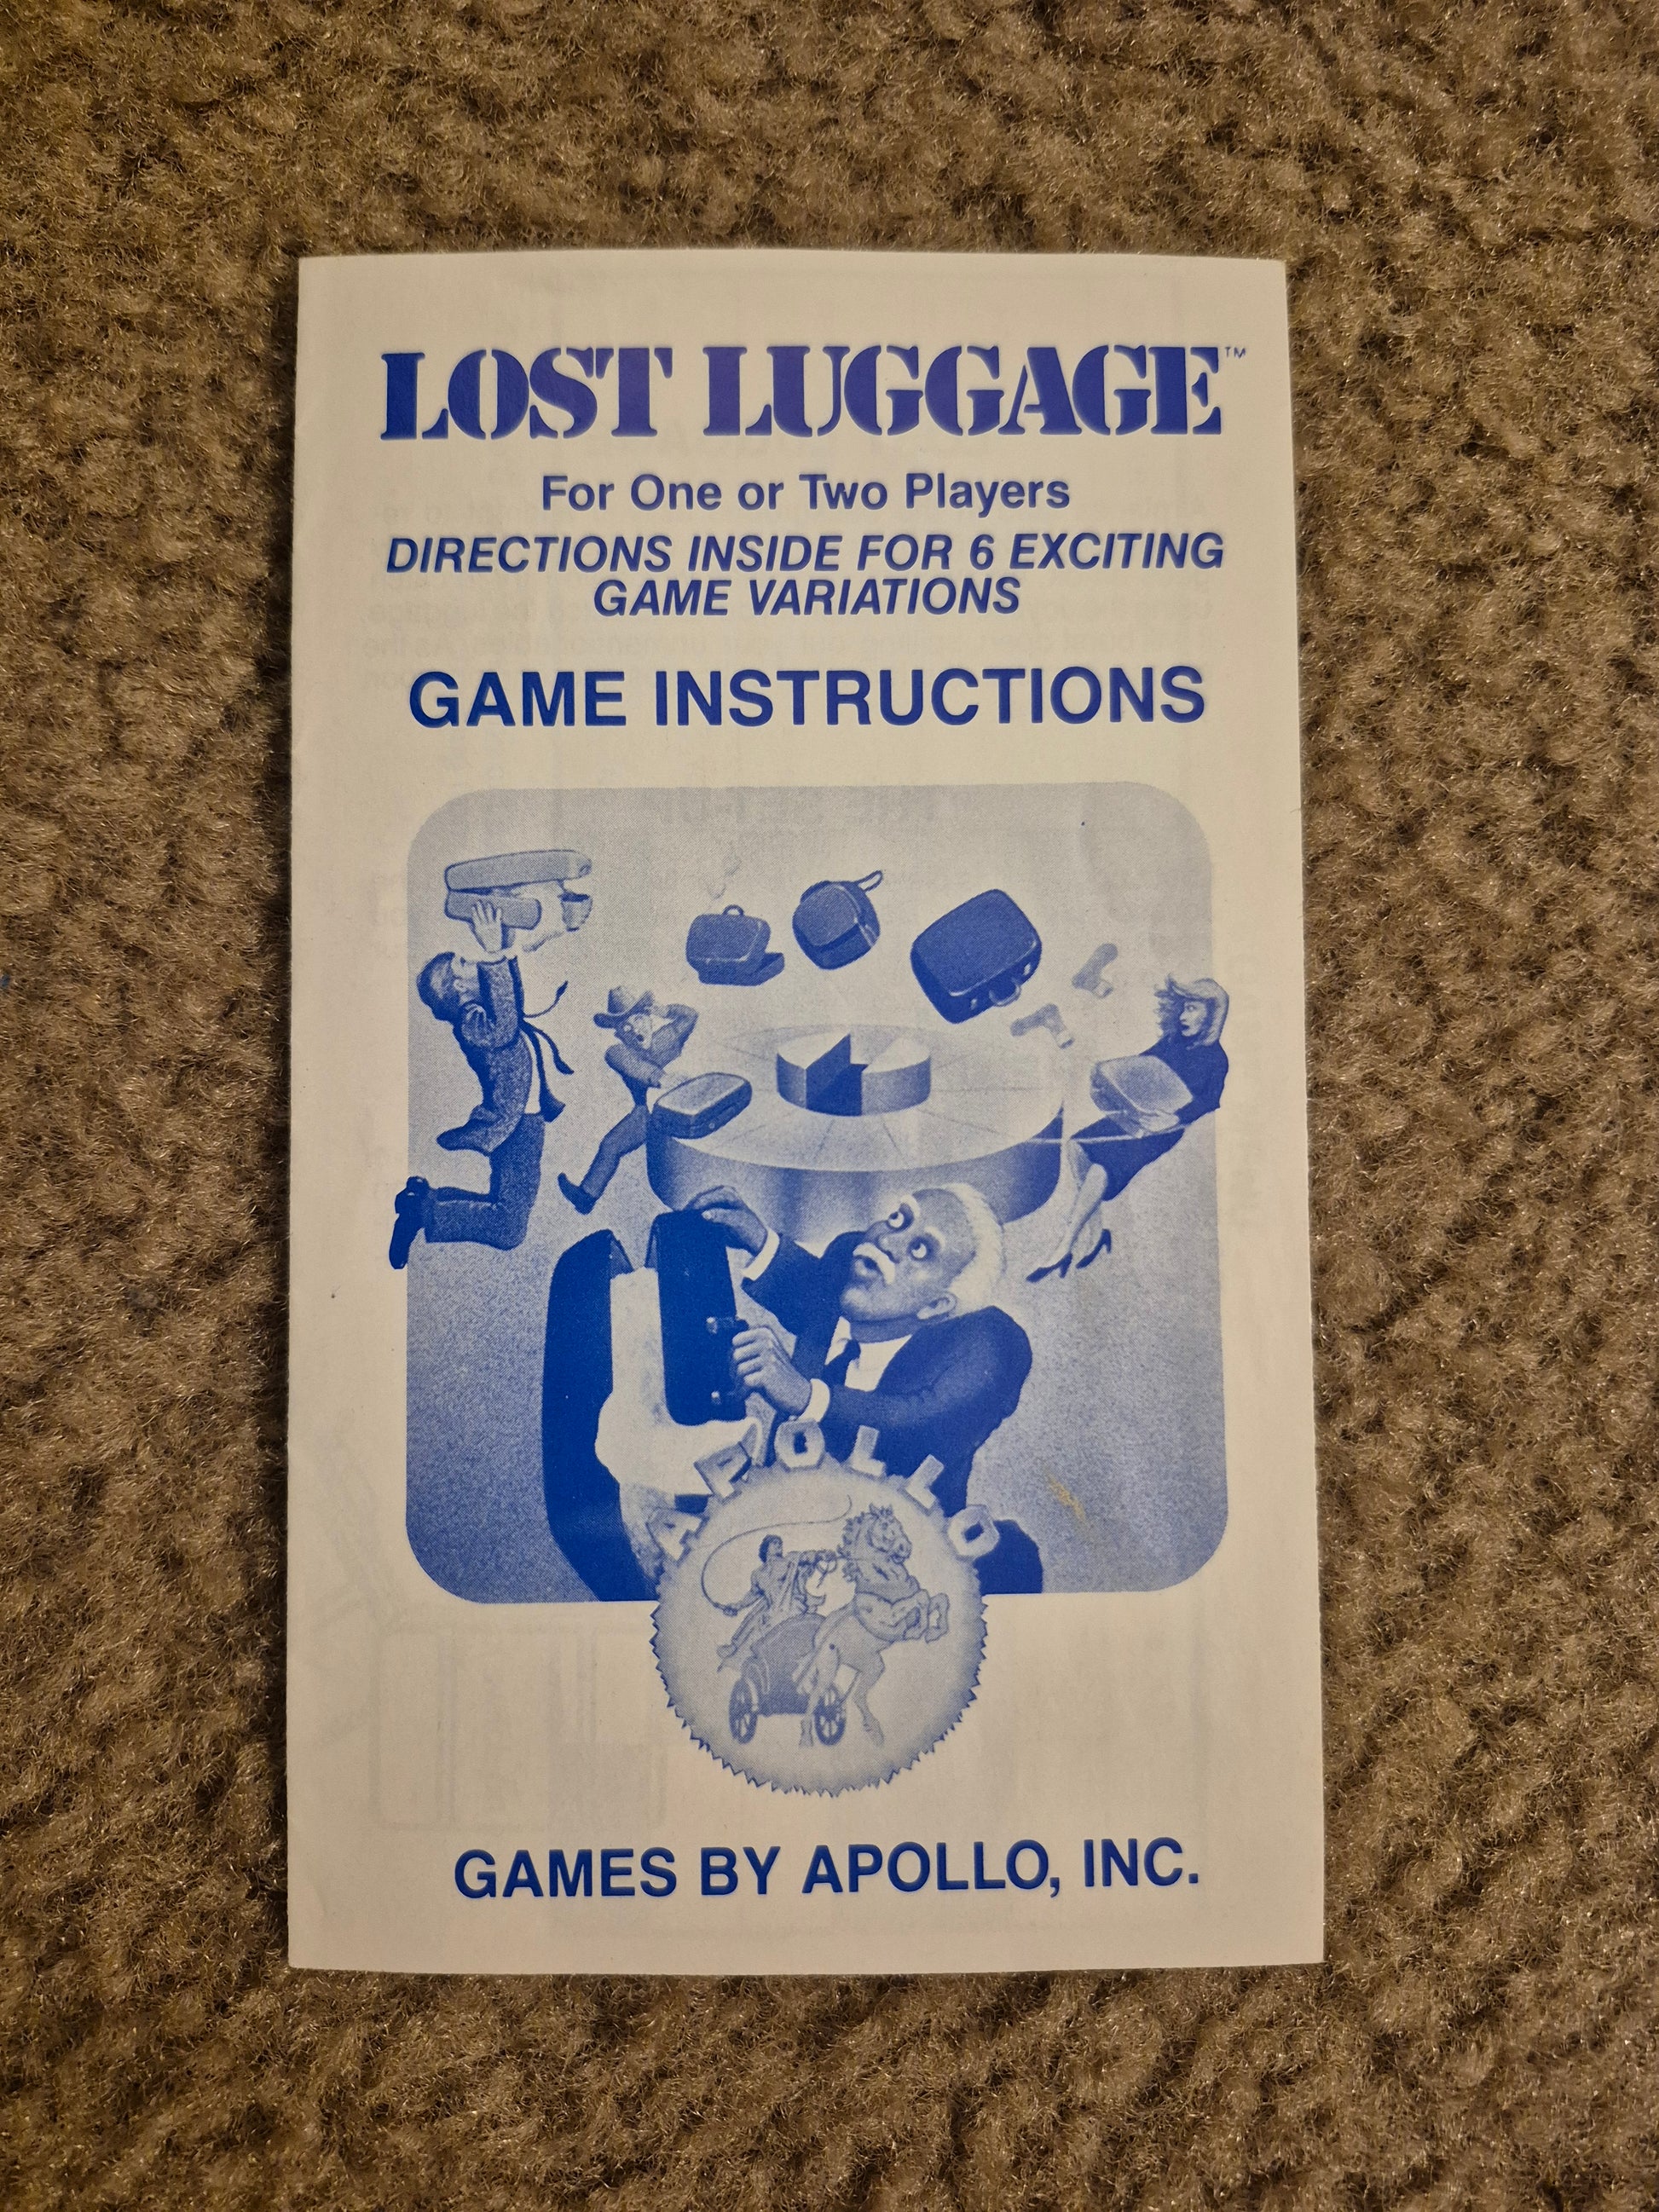 LOST LUGGAGE™
For One or Two Players
DIRECTIONS INSIDE FOR 6 EXCITING
GAME VARIATIONS
GAME INSTRUCTIONS
APOLLO
GAMES BY APOLLO, INC.